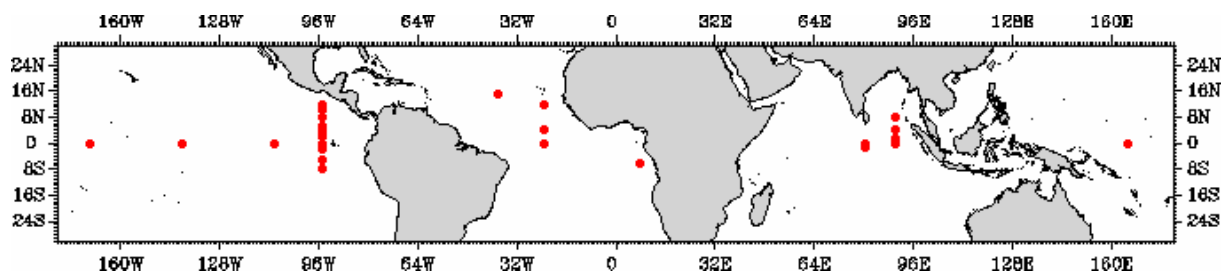 160W 128W 96W 64W 32W 0 32E 64E 96E 128E 160E
24N 24N
16N 16N
8N 8N
0 0
8S 8S
16S 16S
24S 24S
160W 128W 96W 64W 32W 0 32E 64E 96E 128E 160E